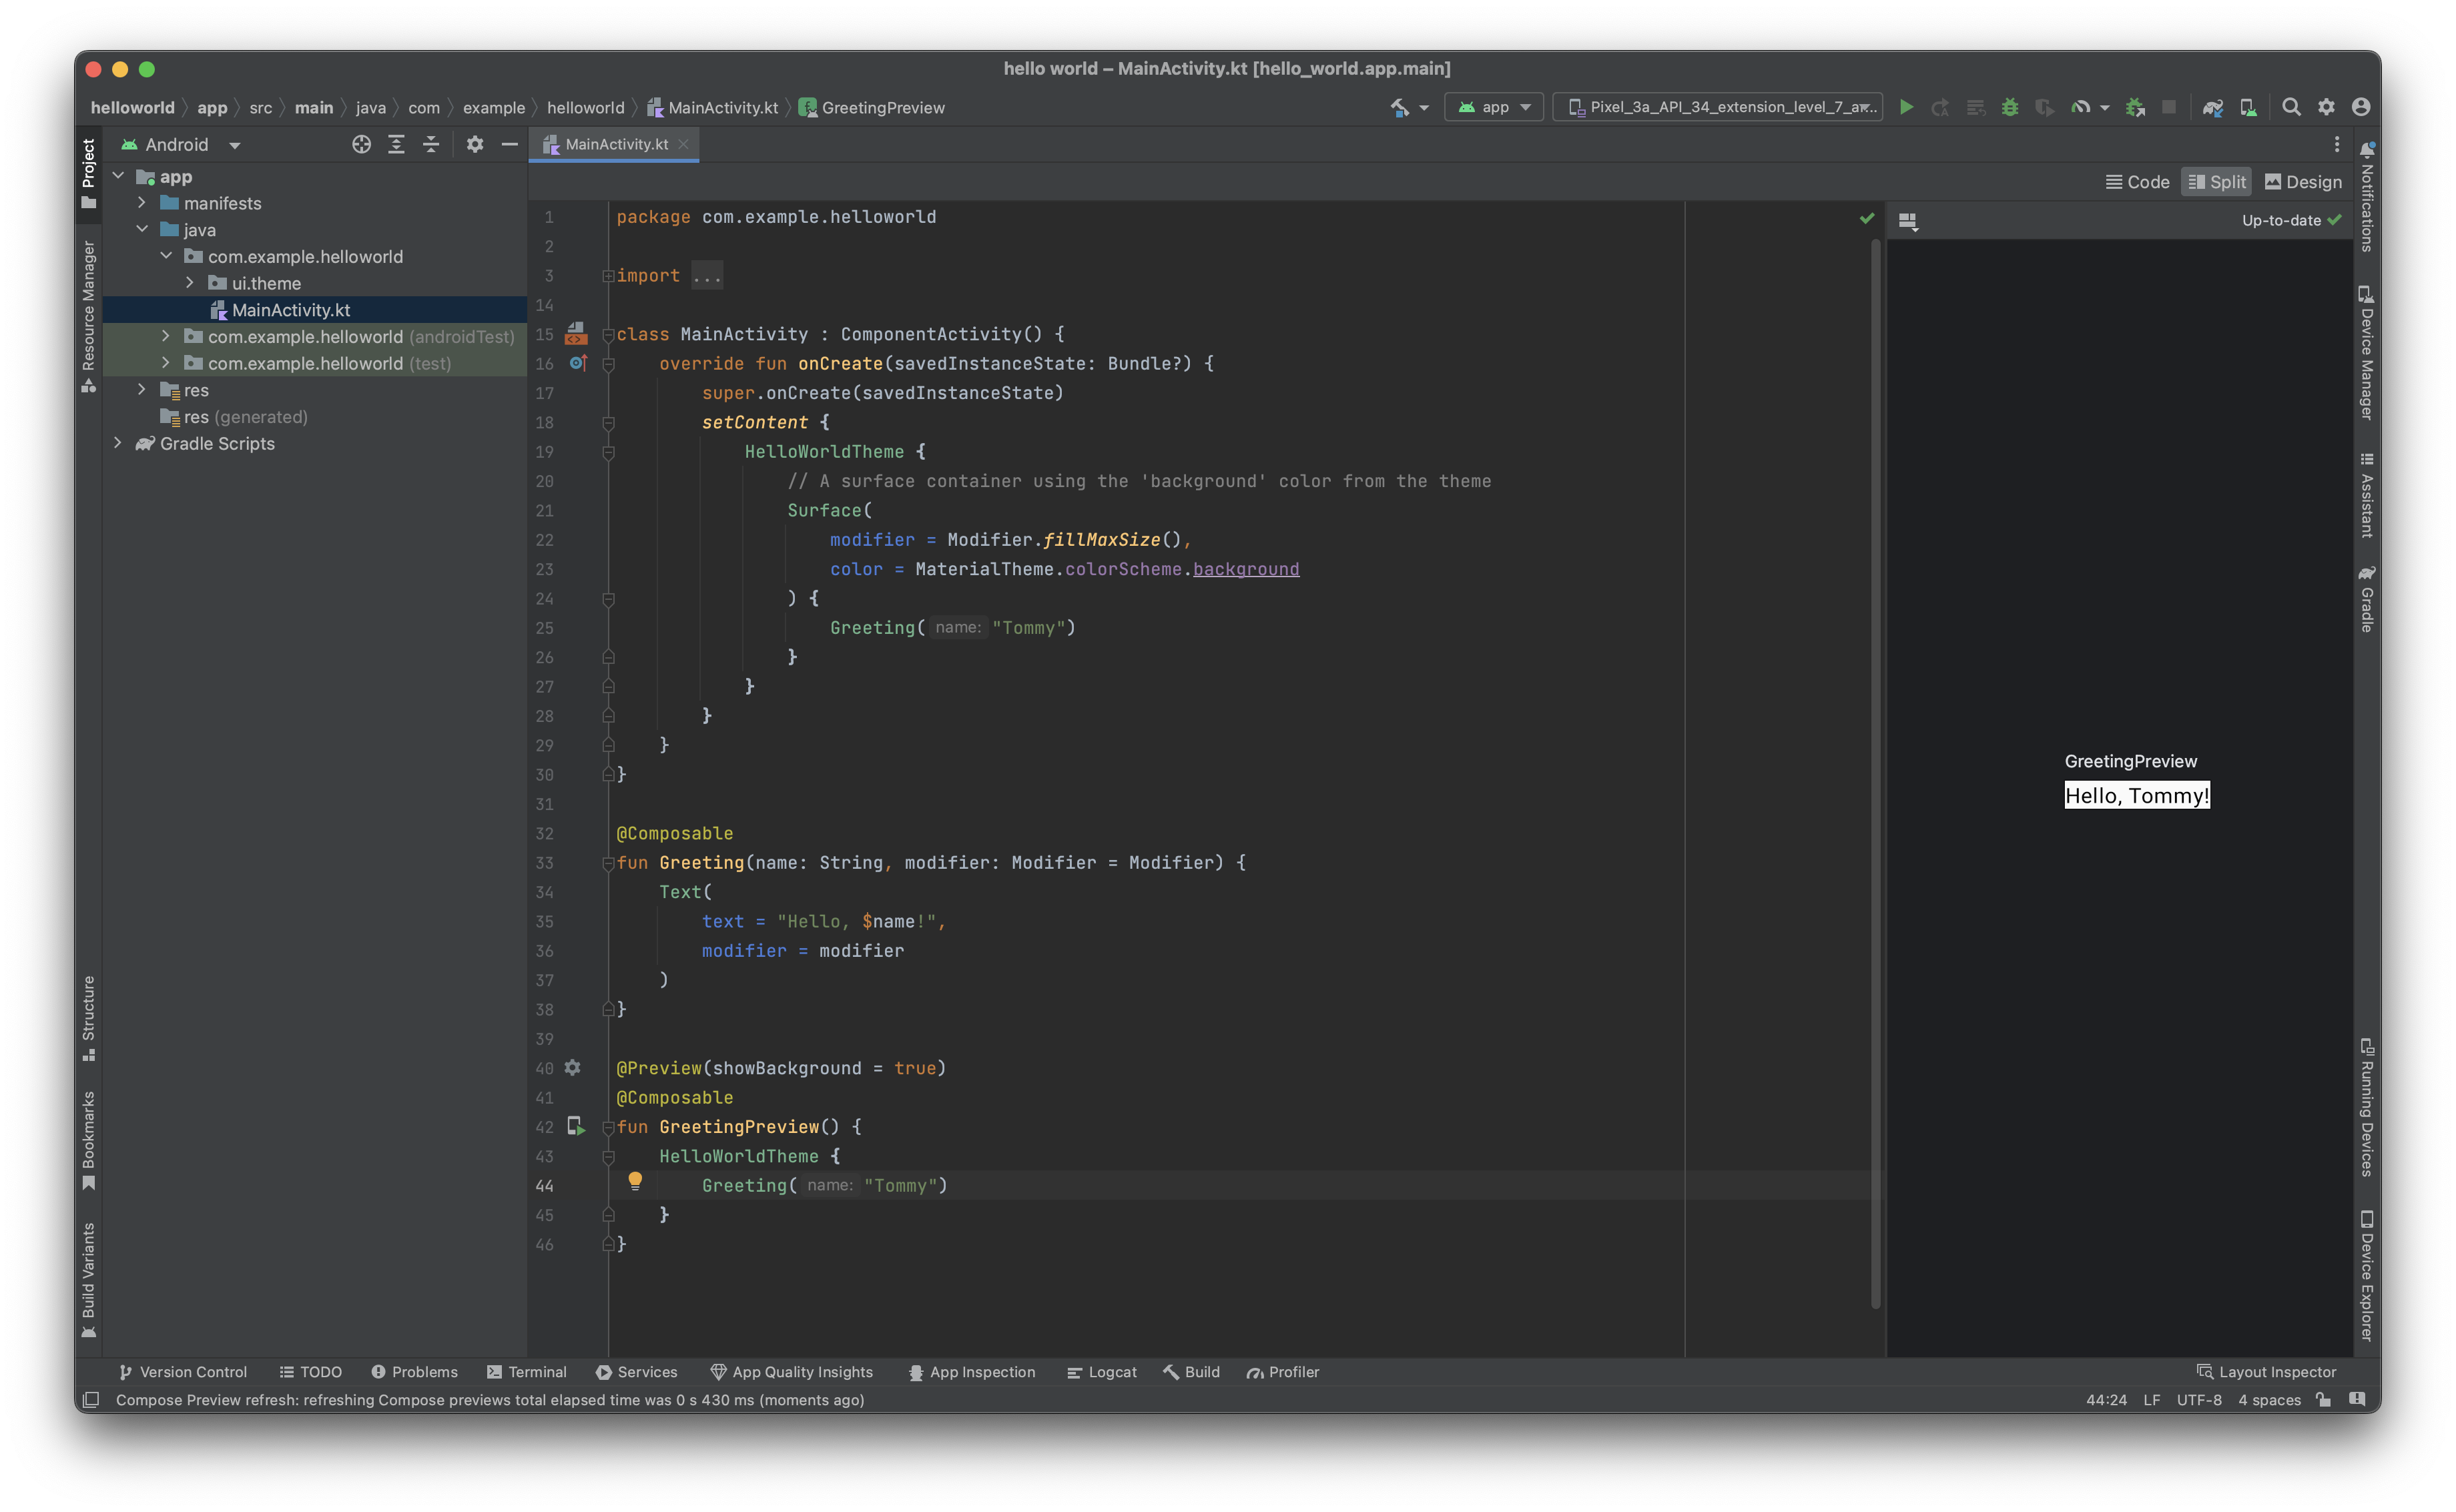 hello world – MainActivity.kt [hello_world.app.main]
helloworld app src main java com example helloworld MainActivity.kt GreetingPreview
app Pixel_3a_API_34_extension_level_7_a...
Project
Resource Manager
Structure
Bookmarks
Build Variants
Android
app
manifests
java
com.example.helloworld
ui.theme
MainActivity.kt
com.example.helloworld (androidTest)
com.example.helloworld (test)
res
res (generated)
Gradle Scripts
MainActivity.kt
Code Split Design
Up-to-date
1 package com.example.helloworld
2
3 import ...
14
15 class MainActivity : ComponentActivity() {
16 override fun onCreate(savedInstanceState: Bundle?) {
17 super.onCreate(savedInstanceState)
18 setContent {
19 HelloWorldTheme {
20 // A surface container using the 'background' color from the theme
21 Surface(
22 modifier = Modifier.fillMaxSize(),
23 color = MaterialTheme.colorScheme.background
24 ) {
25 Greeting( name: "Tommy")
26 }
27 }
28 }
29 }
30 }
31
32 @Composable
33 fun Greeting(name: String, modifier: Modifier = Modifier) {
34 Text(
35 text = "Hello, $name!",
36 modifier = modifier
37 )
38 }
39
40 @Preview(showBackground = true)
41 @Composable
42 fun GreetingPreview() {
43 HelloWorldTheme {
44 Greeting( name: "Tommy")
45 }
46 }
GreetingPreview
Hello, Tommy!
Notifications
Device Manager
Assistant
Gradle
Running Devices
Device Explorer
Version Control TODO Problems Terminal Services App Quality Insights App Inspection Logcat Build Profiler Layout Inspector
Compose Preview refresh: refreshing Compose previews total elapsed time was 0 s 430 ms (moments ago) 44:24 LF UTF-8 4 spaces